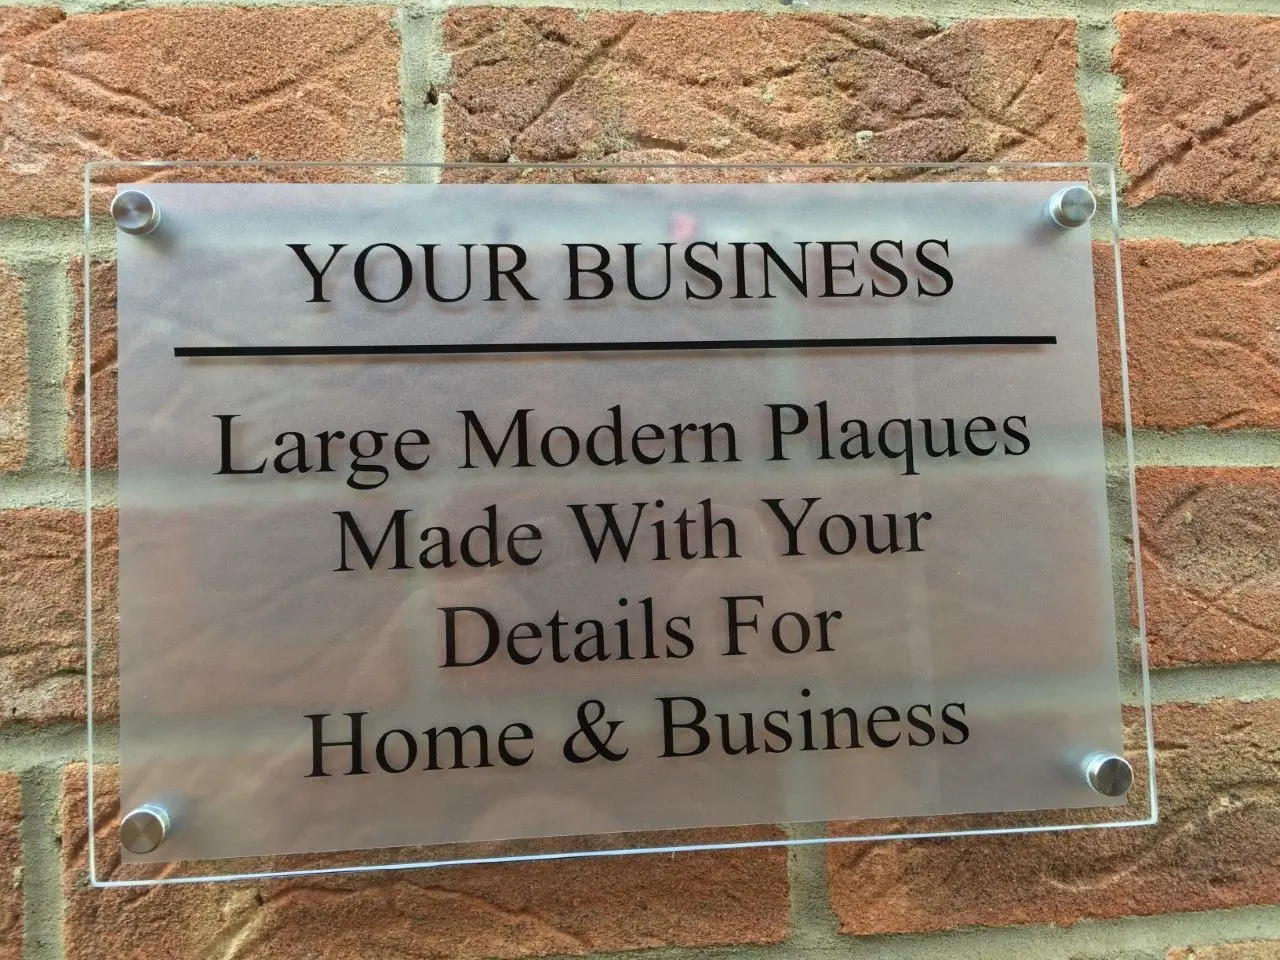 YOUR BUSINESS
Large Modern Plaques
Made With Your
Details For
Home & Business